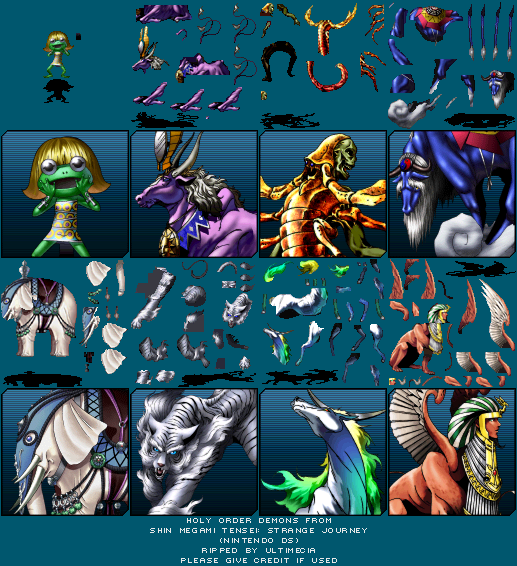 HOLY ORDER DEMONS FROM
SHIN MEGAMI TENSEI: STRANGE JOURNEY
(NINTENDO DS)
RIPPED BY ULTIMECIA
PLEASE GIVE CREDIT IF USED